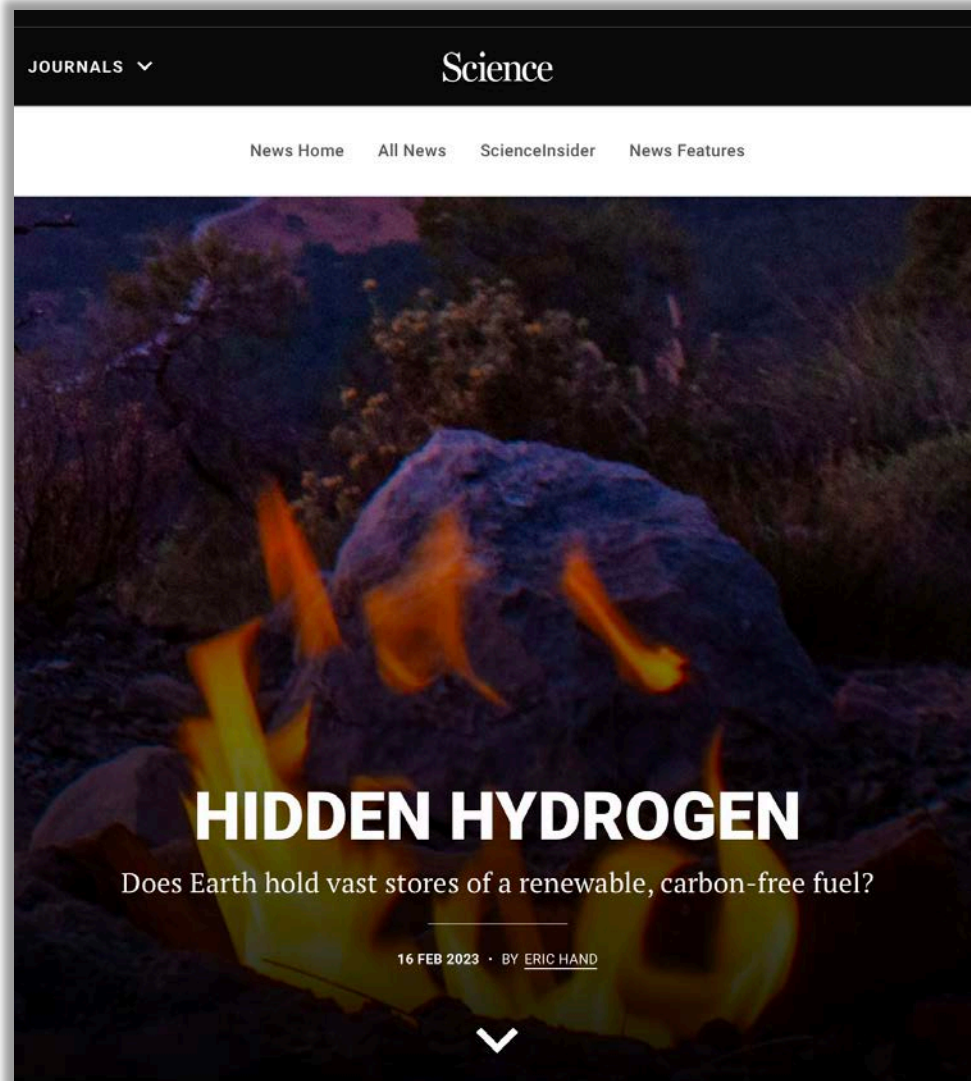 JOURNALS
Science
News Home All News ScienceInsider News Features
HIDDEN HYDROGEN
Does Earth hold vast stores of a renewable, carbon-free fuel?
16 FEB 2023 · BY ERIC HAND